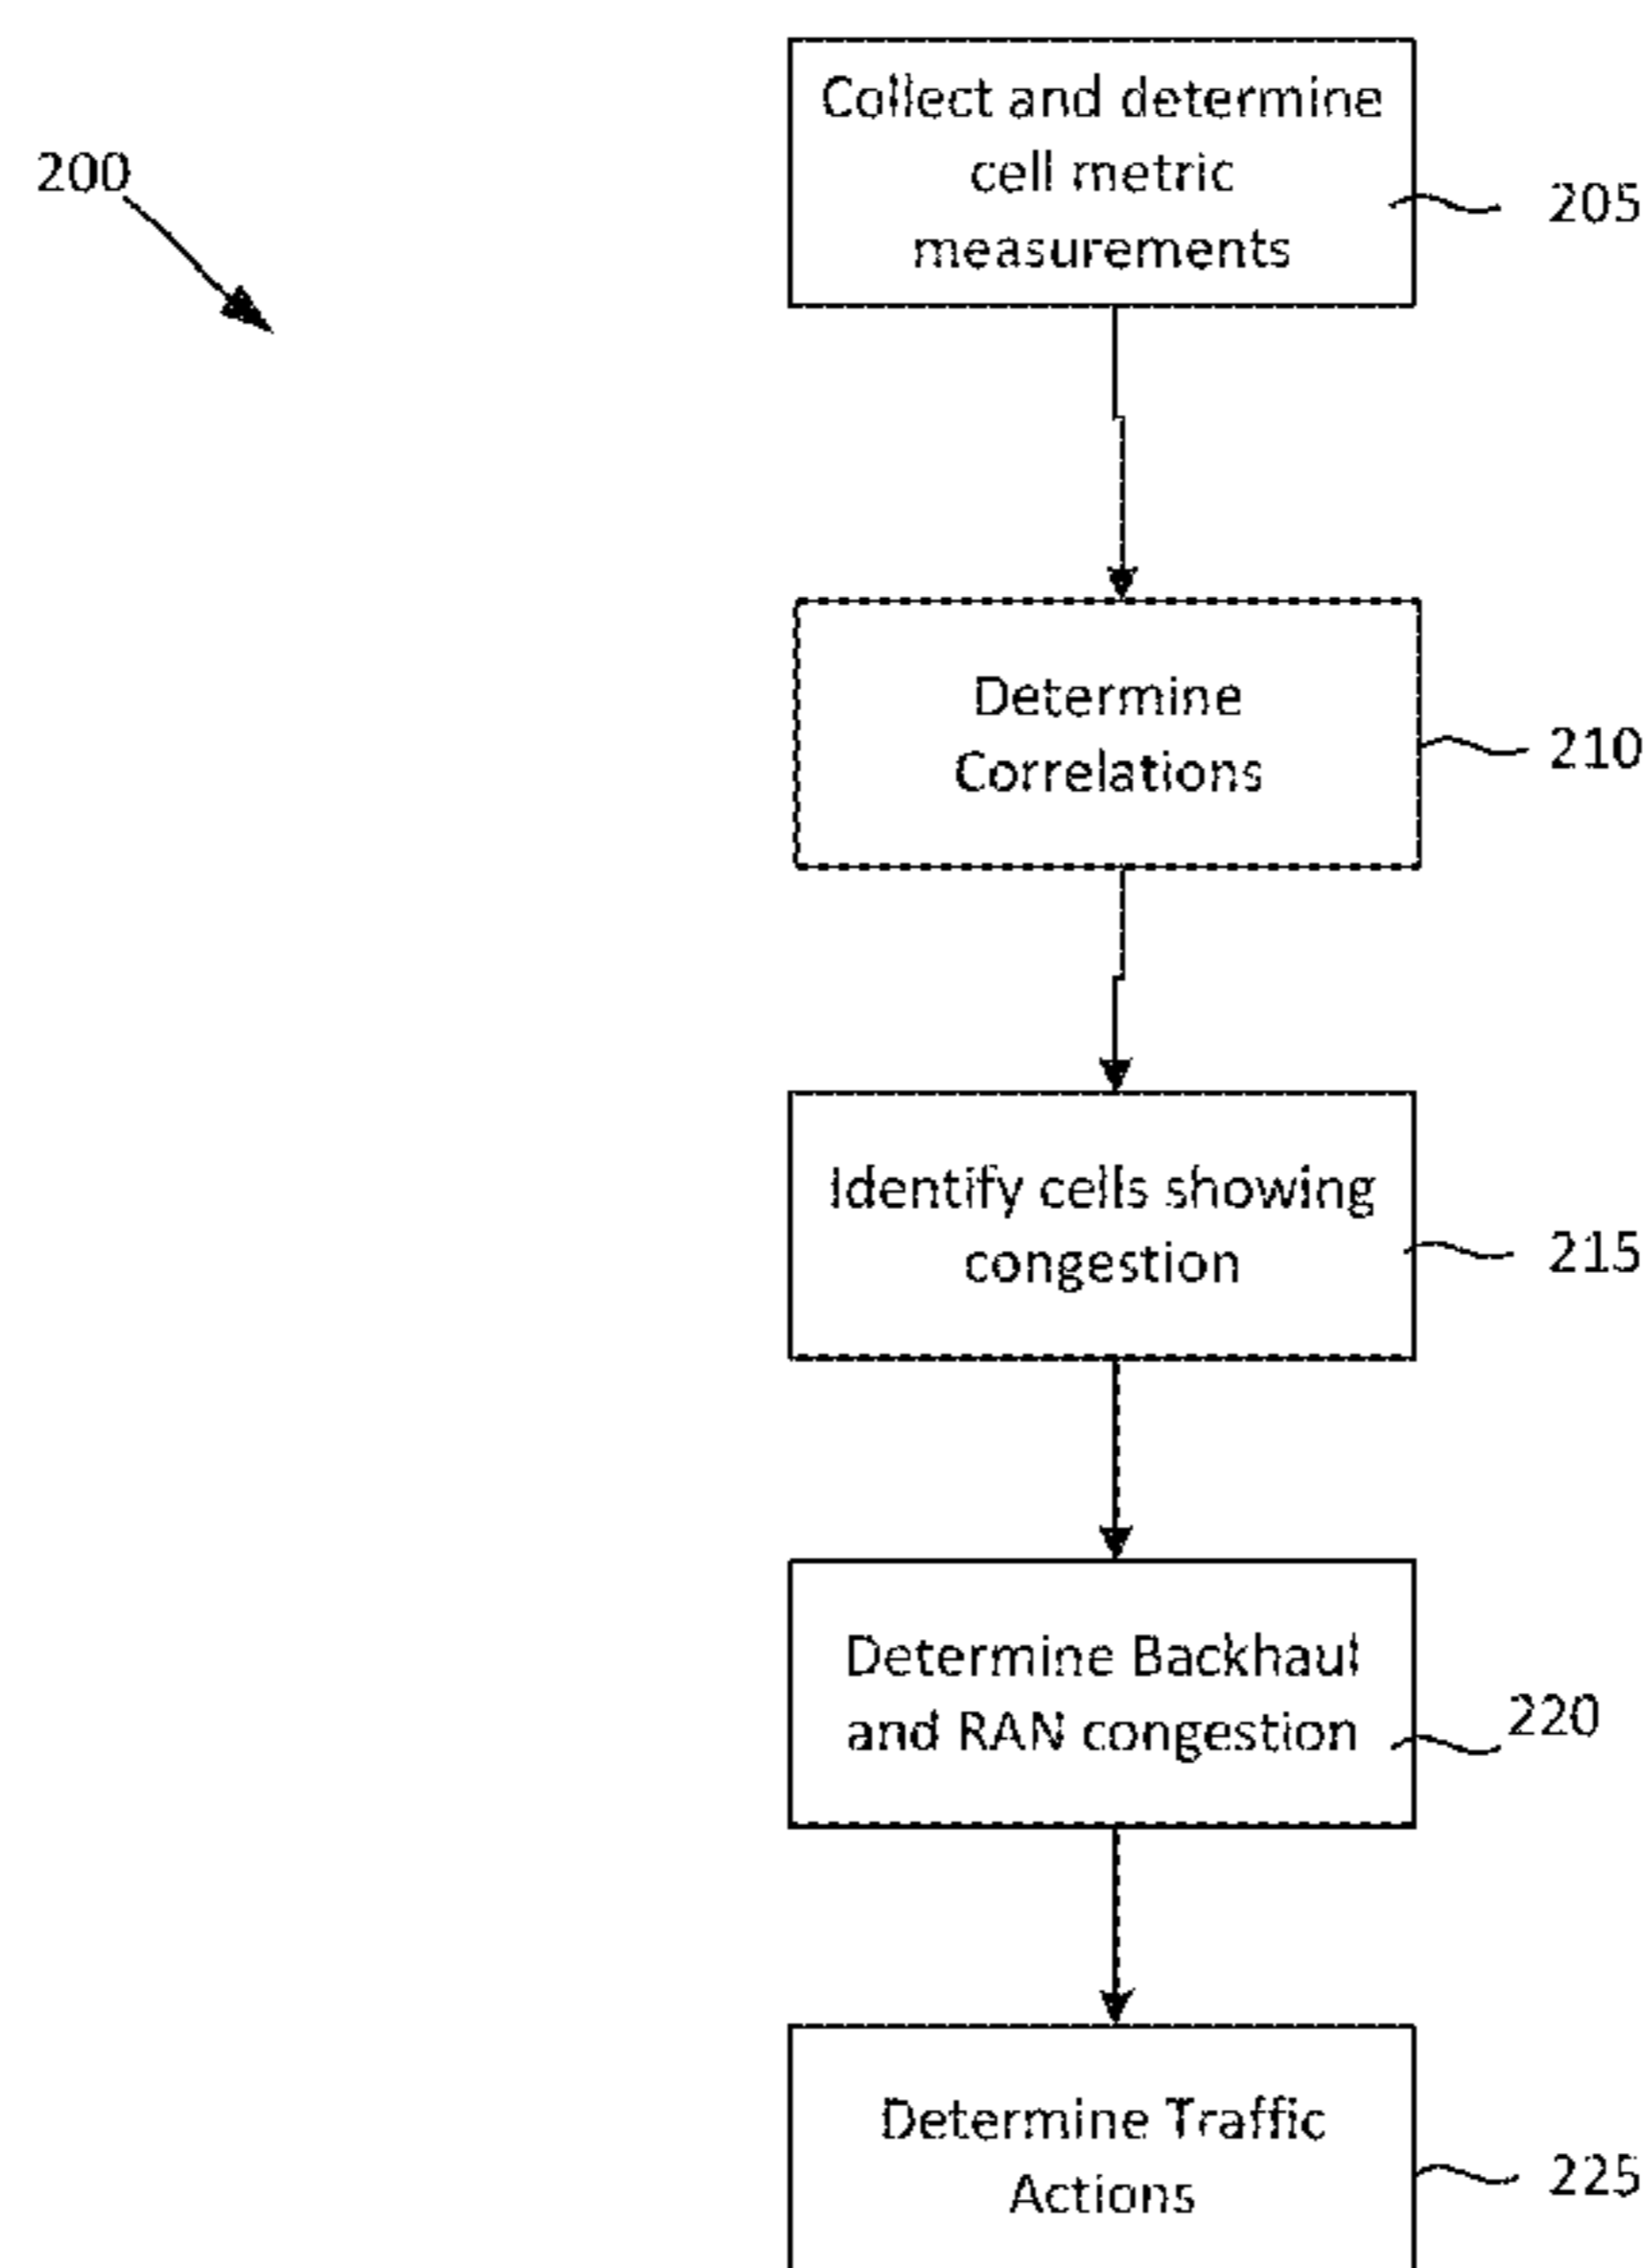 200
Collect and determine
cell metric
measurements
205
Determine
Correlations
210
Identify cells showing
congestion
215
Determine Backhaul
and RAN congestion
220
Determine Traffic
Actions
225